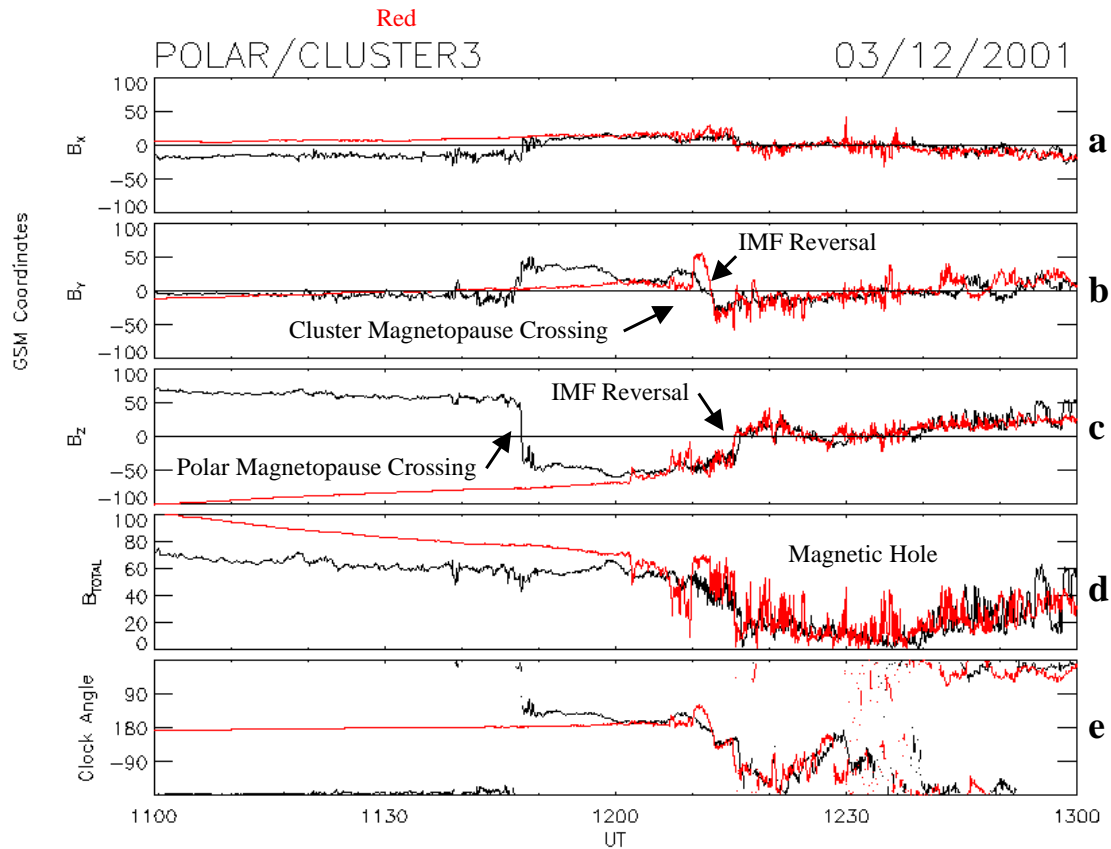 Red
POLAR/CLUSTER3 03/12/2001
GSM Coordinates
100
50
0
-50
-100
Bx
a
100
50
0
-50
-100
BY
IMF Reversal
Cluster Magnetopause Crossing
b
100
50
0
-50
-100
BZ
IMF Reversal
Polar Magnetopause Crossing
c
100
80
60
40
20
0
BTOTAL
Magnetic Hole
d
90
180
-90
Clock Angle
e
1100 1130 1200 1230 1300
UT